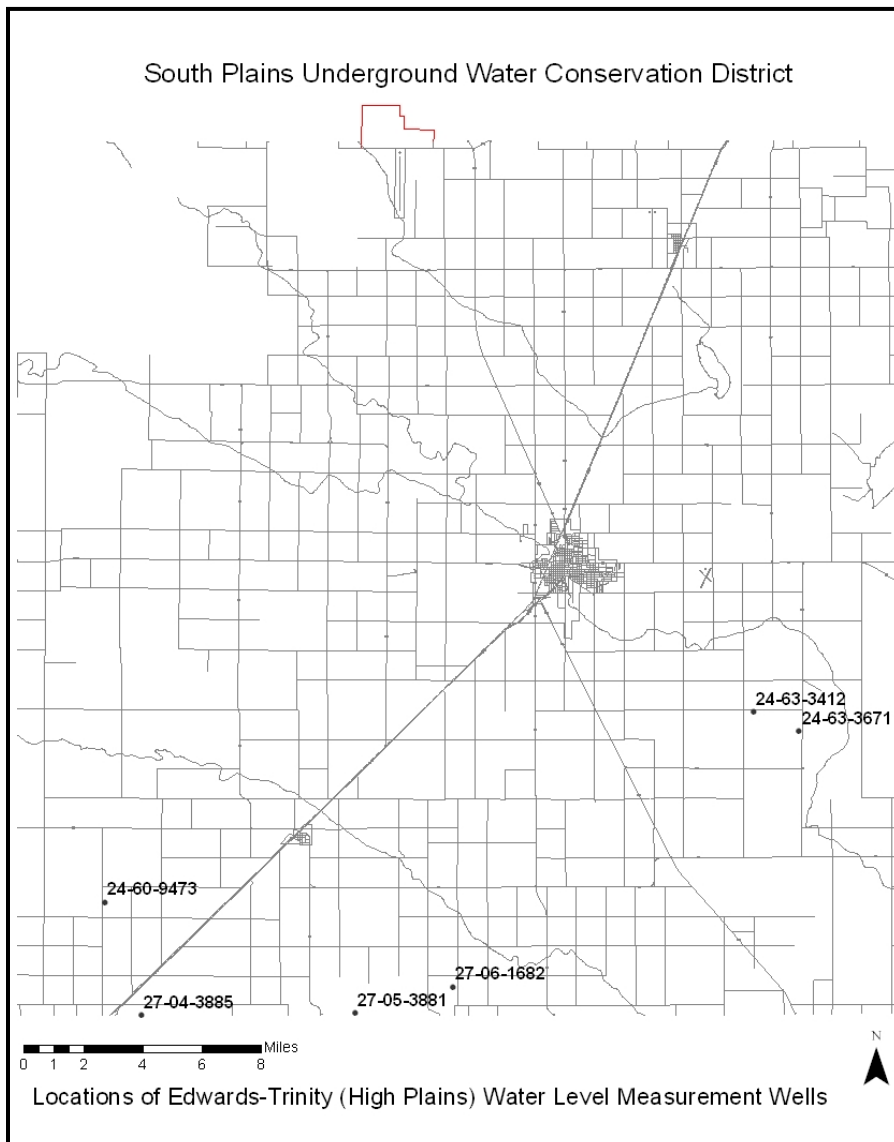 South Plains Underground Water Conservation District
24-63-3412
24-63-3671
24-60-9473
27-06-1682
27-04-3885
27-05-3881
Miles
0 1 2 4 6 8
N
Locations of Edwards-Trinity (High Plains) Water Level Measurement Wells